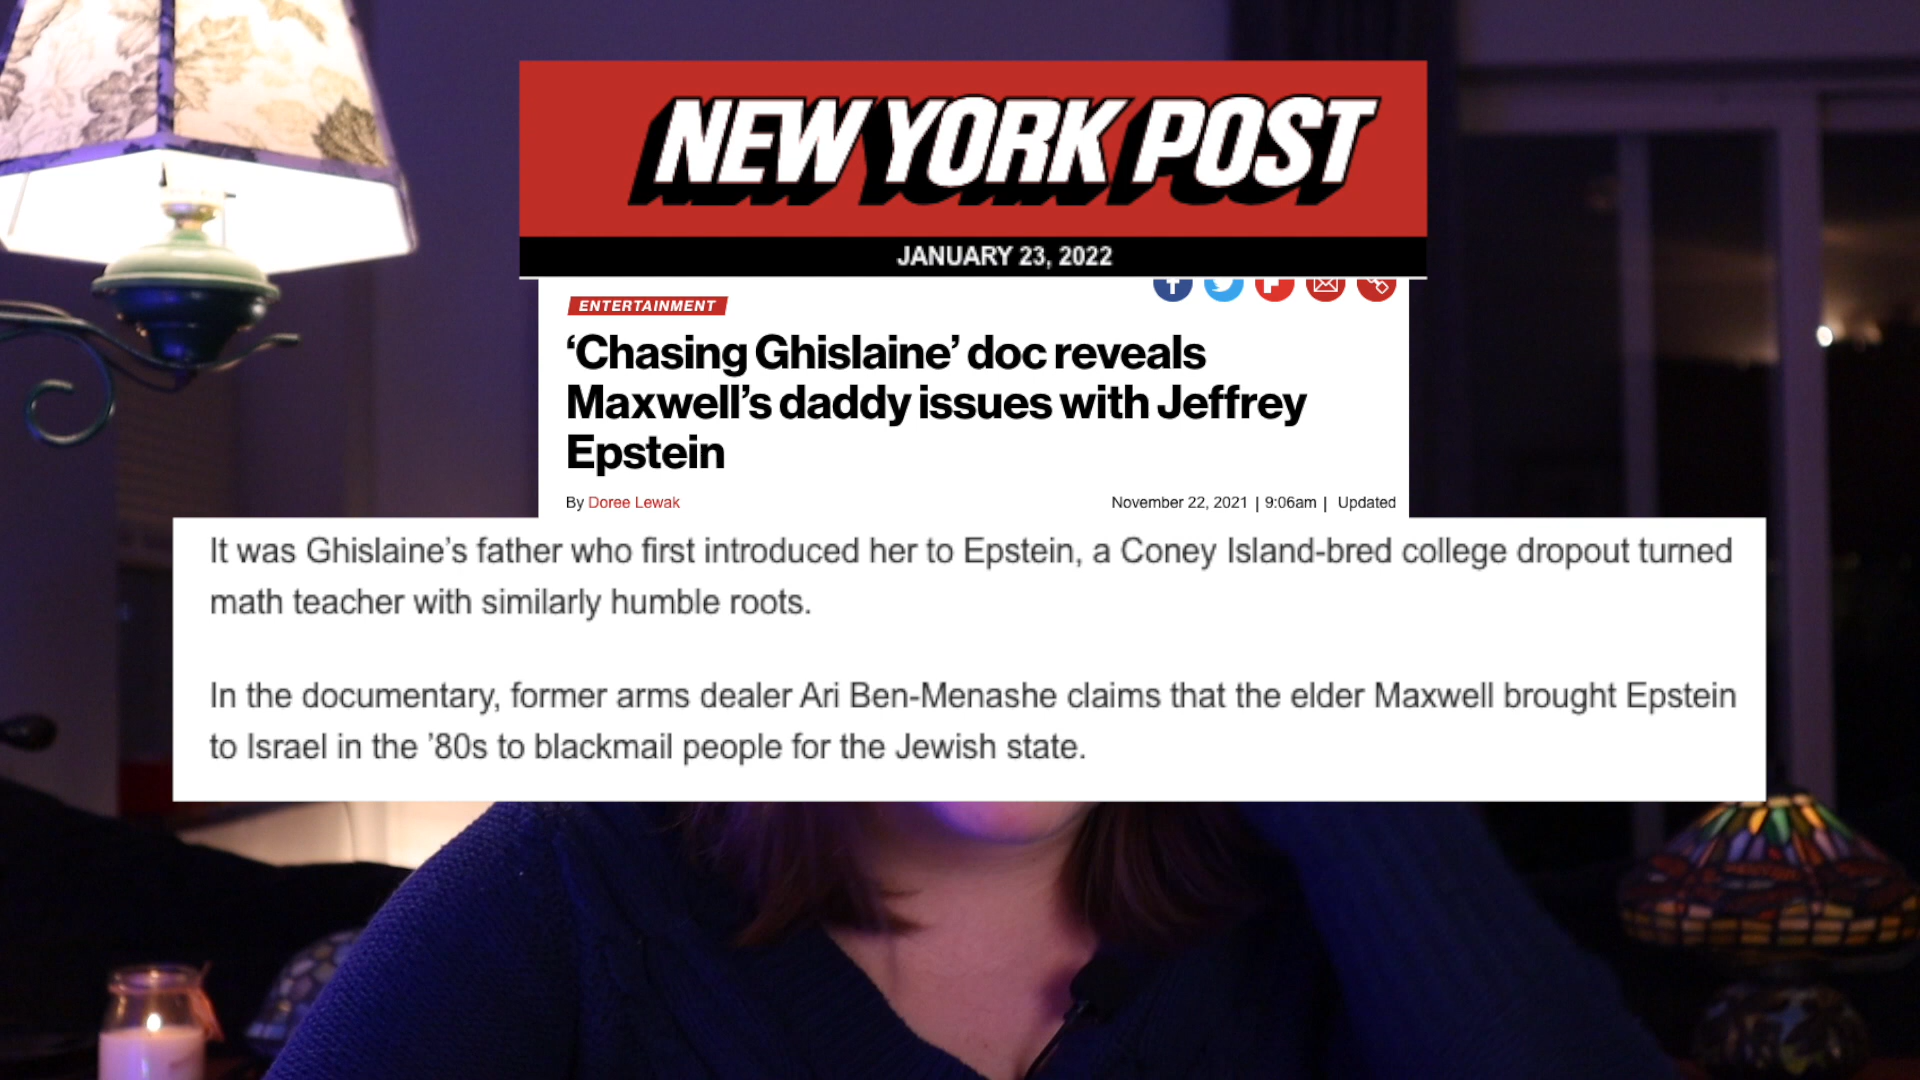 NEW YORK POST
JANUARY 23, 2022
ENTERTAINMENT
‘Chasing Ghislaine’ doc reveals
Maxwell’s daddy issues with Jeffrey
Epstein
By Doree Lewak
November 22, 2021 | 9:06am | Updated
It was Ghislaine’s father who first introduced her to Epstein, a Coney Island-bred college dropout turned
math teacher with similarly humble roots.
In the documentary, former arms dealer Ari Ben-Menashe claims that the elder Maxwell brought Epstein
to Israel in the ’80s to blackmail people for the Jewish state.